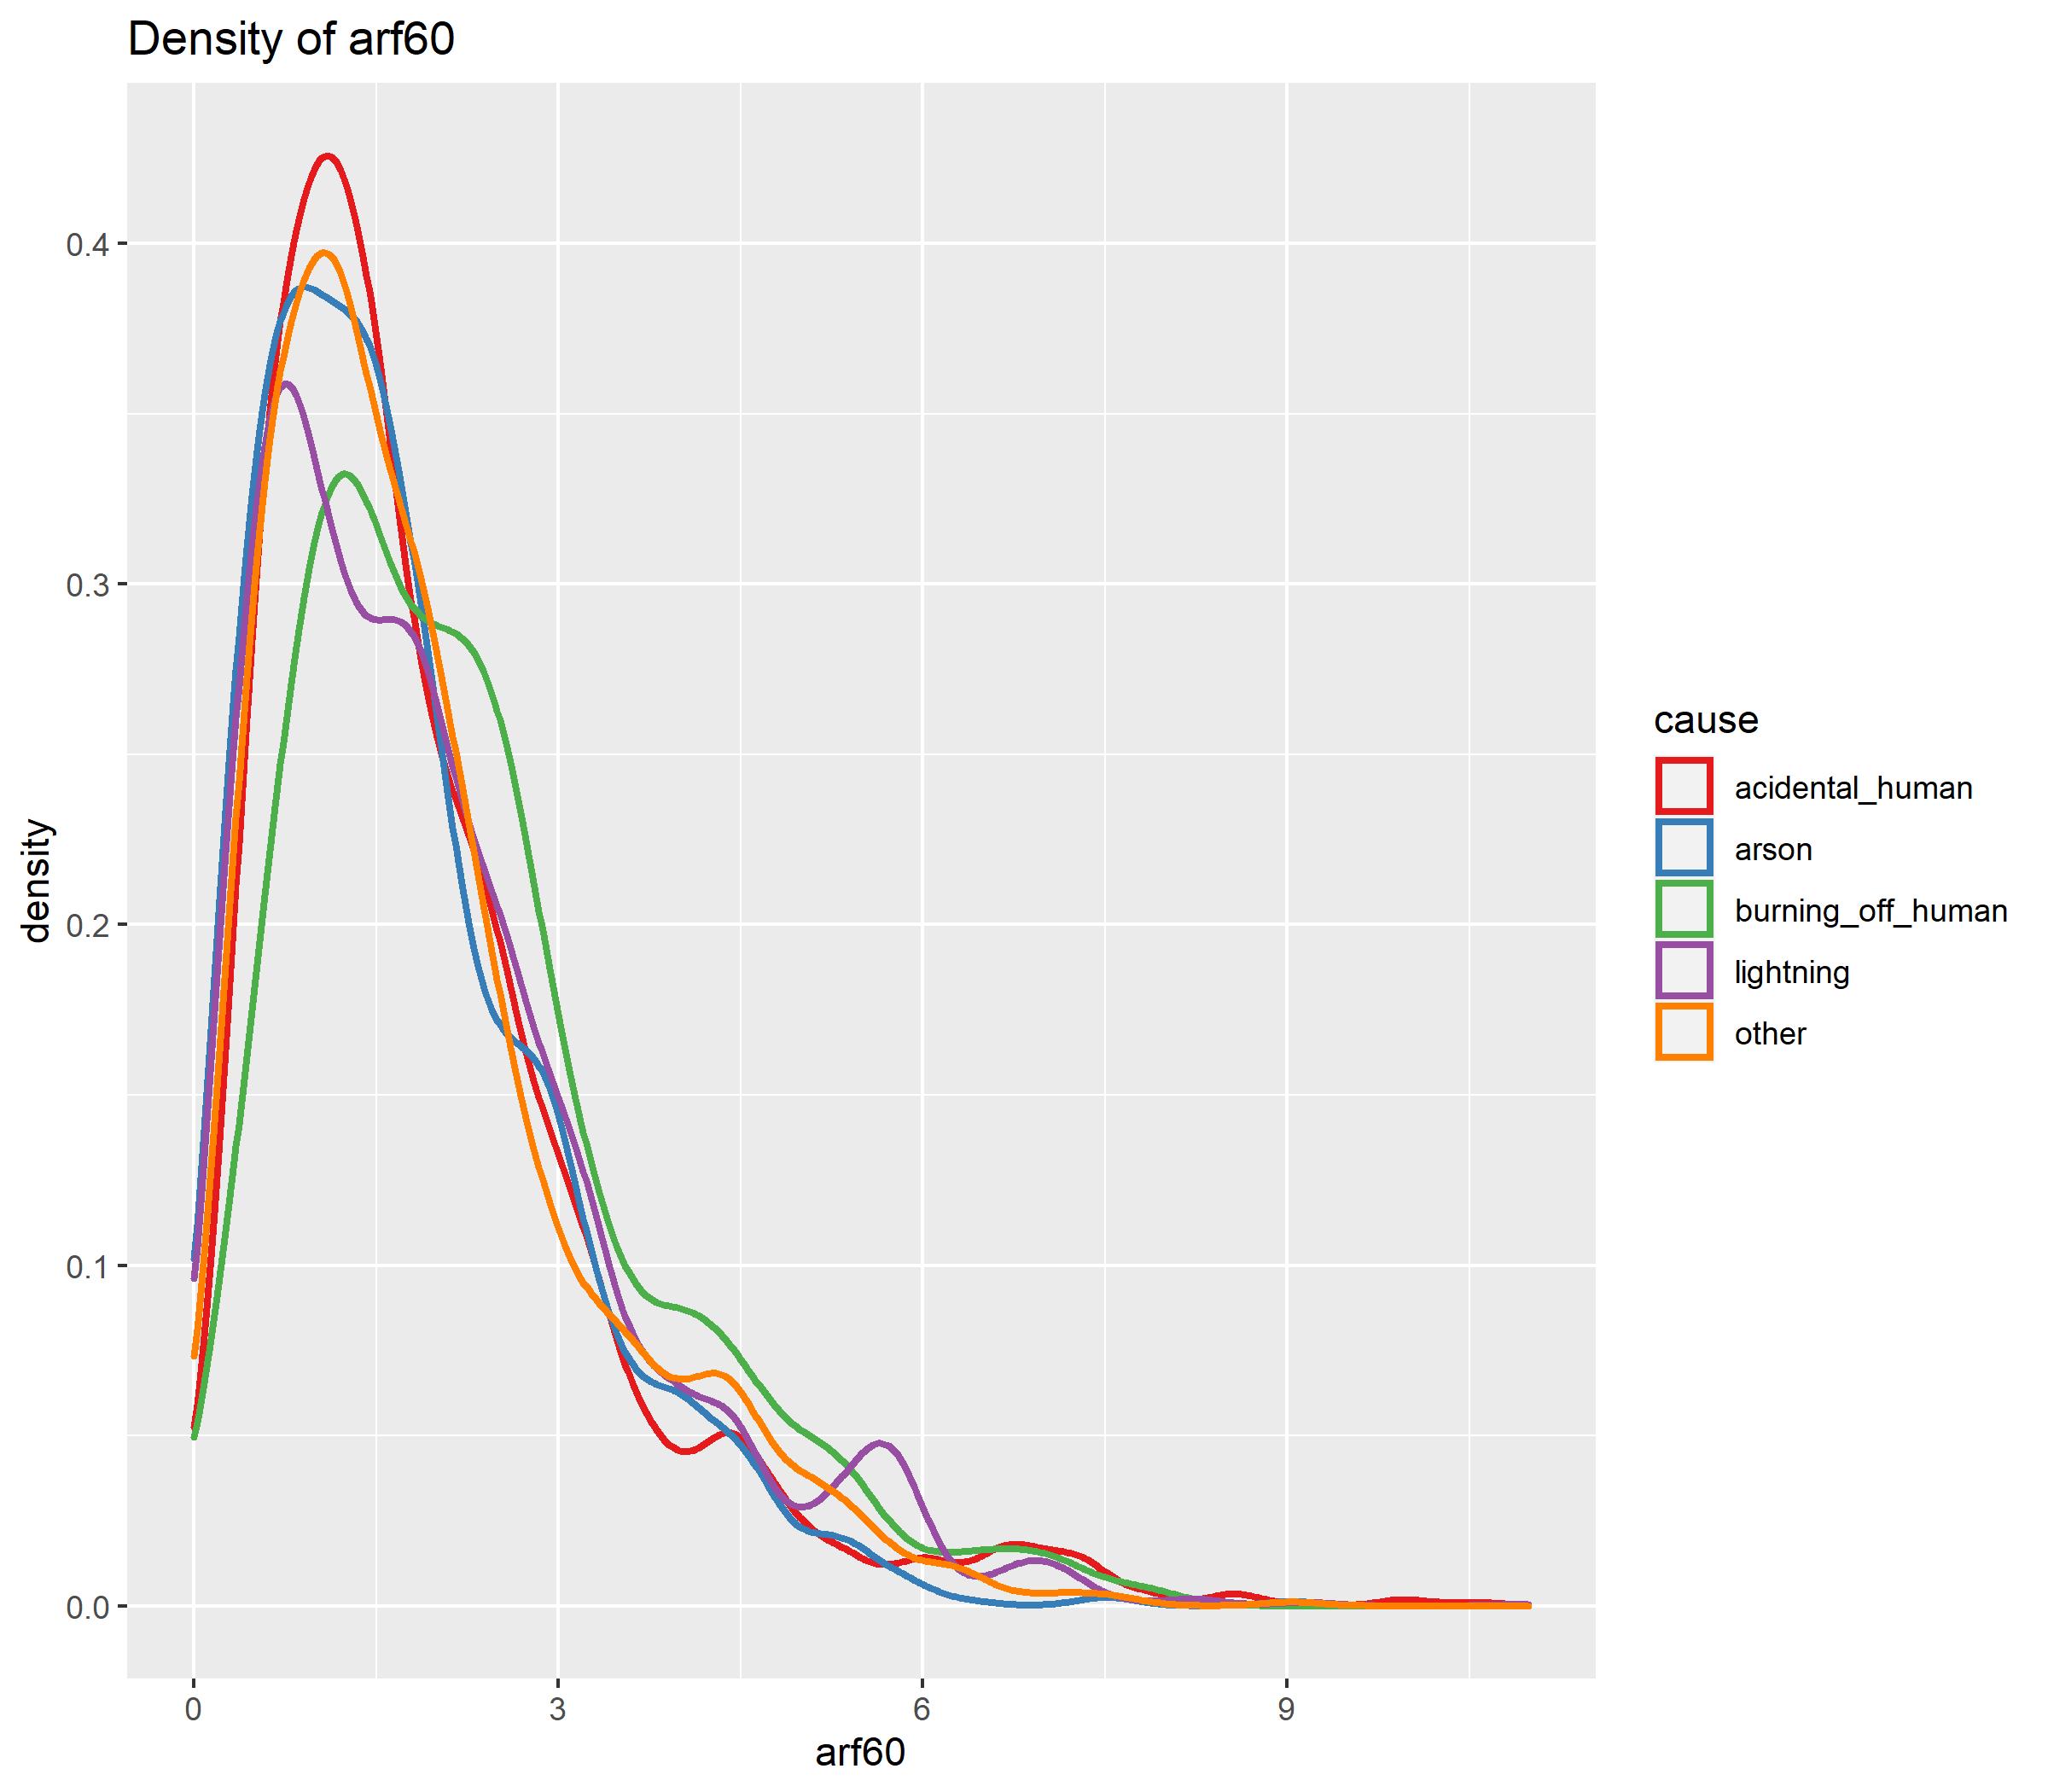 Density of arf60
0.4
0.3
0.2
0.1
0.0
density
0
3
6
9
arf60
cause
acidental_human
arson
burning_off_human
lightning
other